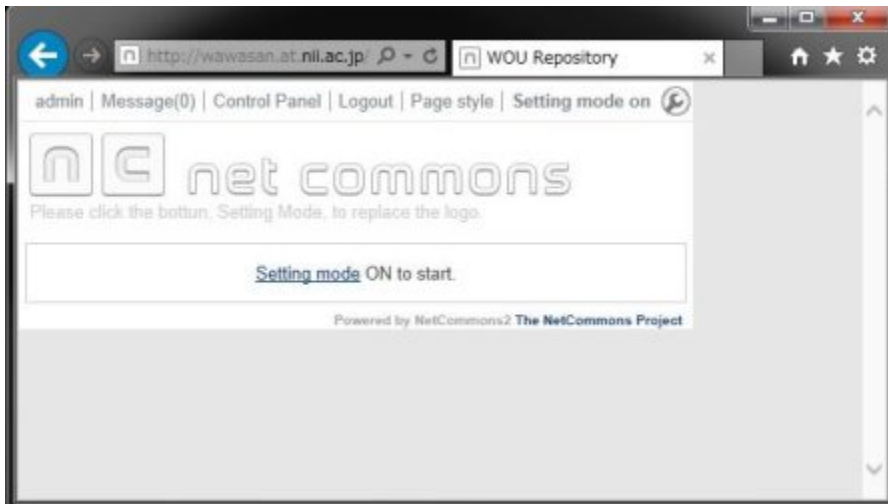 http://wawasan.at.nii.ac.jp/
WOU Repository
admin | Message(0) | Control Panel | Logout | Page style | Setting mode on
nc net commons
Please click the bottun, Setting Mode, to replace the logo.
Setting mode ON to start.
Powered by NetCommons2 The NetCommons Project